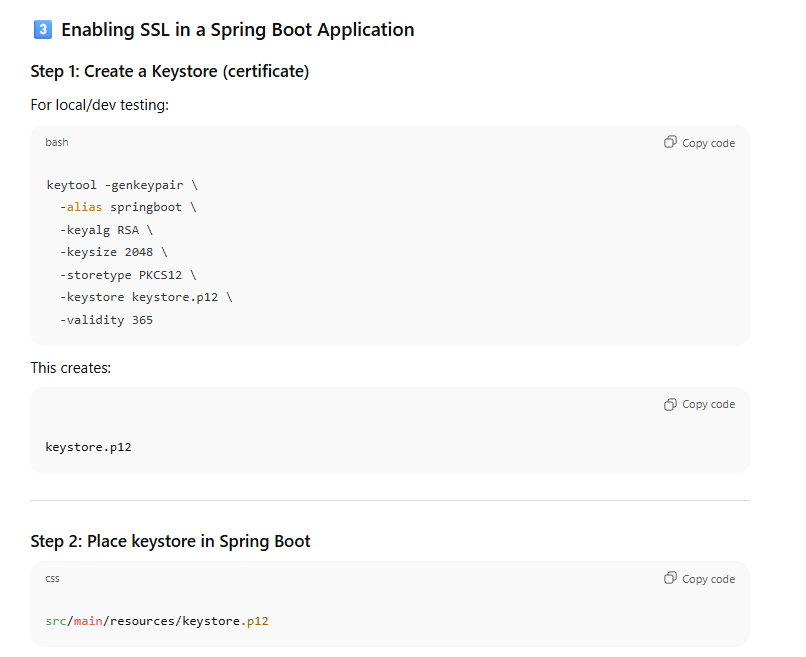 3 Enabling SSL in a Spring Boot Application
Step 1: Create a Keystore (certificate)
For local/dev testing:
bash
Copy code
keytool -genkeypair \
-alias springboot \
-keyalg RSA \
-keysize 2048 \
-storetype PKCS12 \
-keystore keystore.p12 \
-validity 365
This creates:
Copy code
keystore.p12
Step 2: Place keystore in Spring Boot
css
Copy code
src/main/resources/keystore.p12